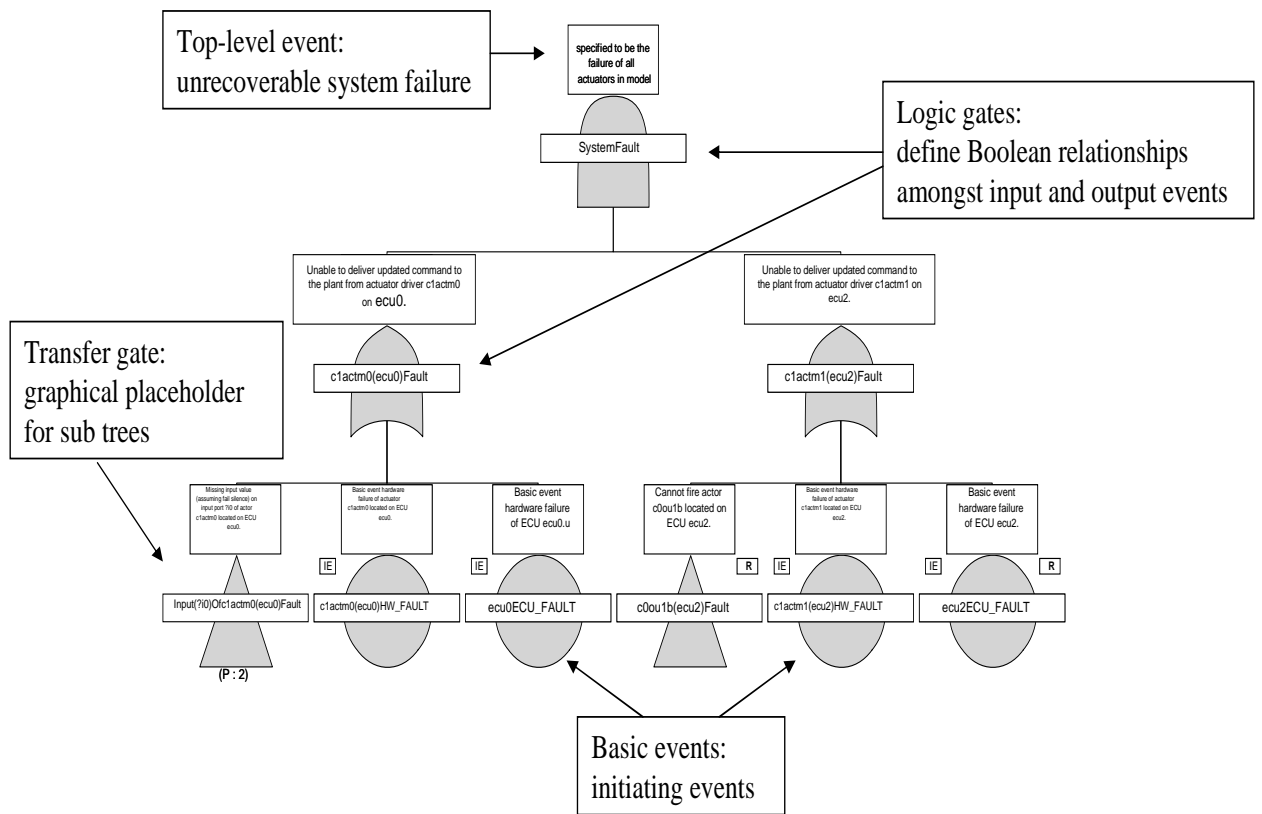 Top-level event:
unrecoverable system failure
specified to be the
failure of all
actuators in model
SystemFault
Logic gates:
define Boolean relationships
amongst input and output events
Unable to deliver updated command to
the plant from actuator driver c1actm0
on ecu0.
Unable to deliver updated command to
the plant from actuator driver c1actm1 on
ecu2.
Transfer gate:
graphical placeholder
for sub trees
c1actm0(ecu0)Fault
c1actm1(ecu2)Fault
Missing input value
(assuming fail silence) on
input port ?i0 of actor
c1actm0 located on ECU
ecu0.
Basic event hardware
failure of actuator
c1actm0 located on ECU
ecu0.
Basic event
hardware failure
of ECU ecu0.u
Cannot fire actor
c0ou1b located on
ECU ecu2.
Basic event hardware
failure of actuator
c1actm1 located on ECU
ecu2.
Basic event
hardware failure
of ECU ecu2.
IE
IE
R
IE
IE
R
Input(?i0)Ofc1actm0(ecu0)Fault
c1actm0(ecu0)HW_FAULT
ecu0ECU_FAULT
c0ou1b(ecu2)Fault
c1actm1(ecu2)HW_FAULT
ecu2ECU_FAULT
(P : 2)
Basic events:
initiating events